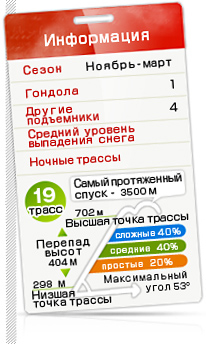 Информация
Сезон Ноябрь-март
Гондола 1
Другие
подъемники 4
Средний уровень
выпадения снега
Ночные трассы
19
трасс
Самый протяженный
спуск - 3500 м
702 м
Высшая точка трассы
сложные 40%
Перепад
высот
404 м
средние 40%
простые 20%
298 м
Низшая
точка трассы
Максимальный
угол 53°